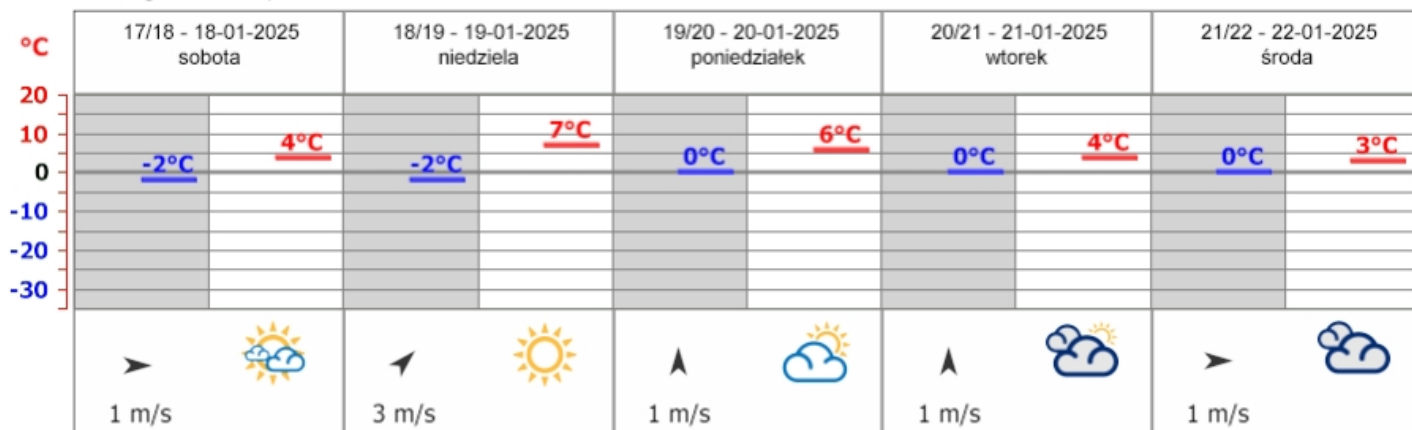 °C
17/18 - 18-01-2025
sobota
18/19 - 19-01-2025
niedziela
19/20 - 20-01-2025
poniedziałek
20/21 - 21-01-2025
wtorek
21/22 - 22-01-2025
środa
20
10
0
-10
-20
-30
-2°C
4°C
-2°C
7°C
0°C
6°C
0°C
4°C
0°C
3°C
1 m/s
3 m/s
1 m/s
1 m/s
1 m/s